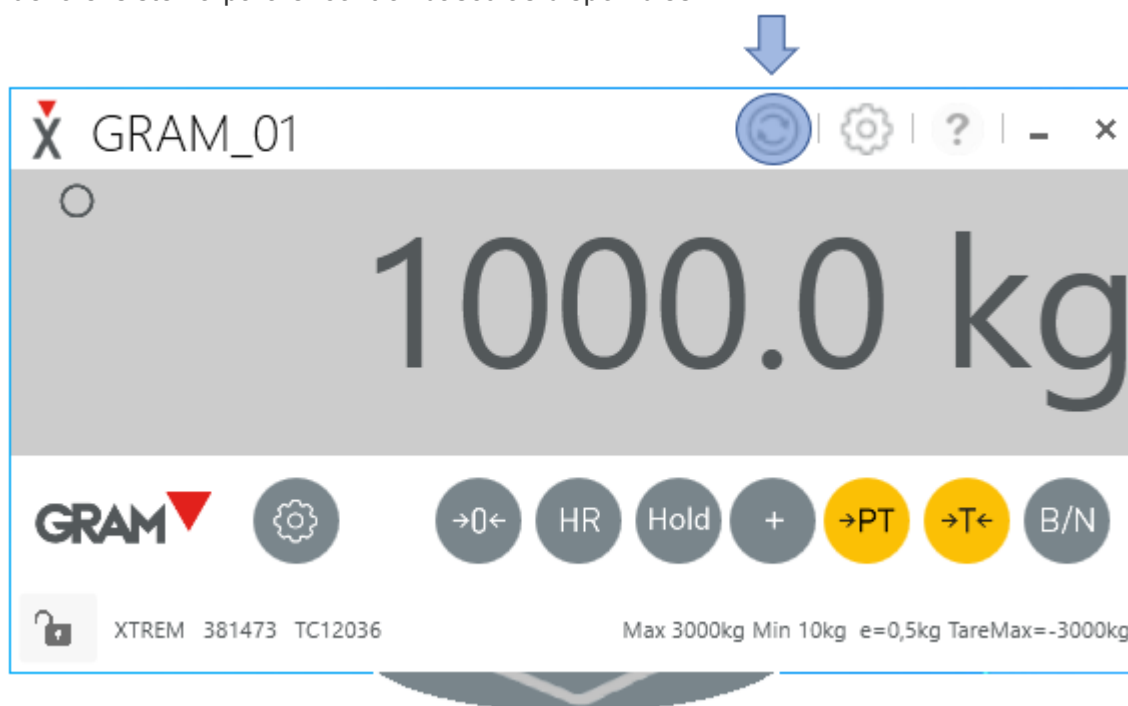 GRAM_01
?
1000.0 kg
GRAM
→0← HR Hold + →PT →T← B/N
XTREM 381473 TC12036
Max 3000kg Min 10kg e=0,5kg TareMax=-3000kg